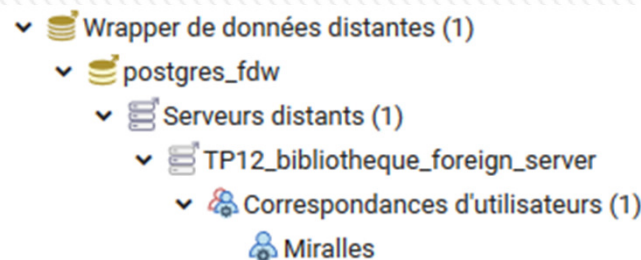 Wrapper de données distantes (1)
postgres_fdw
Serveurs distants (1)
TP12_bibliotheque_foreign_server
Correspondances d'utilisateurs (1)
Miralles